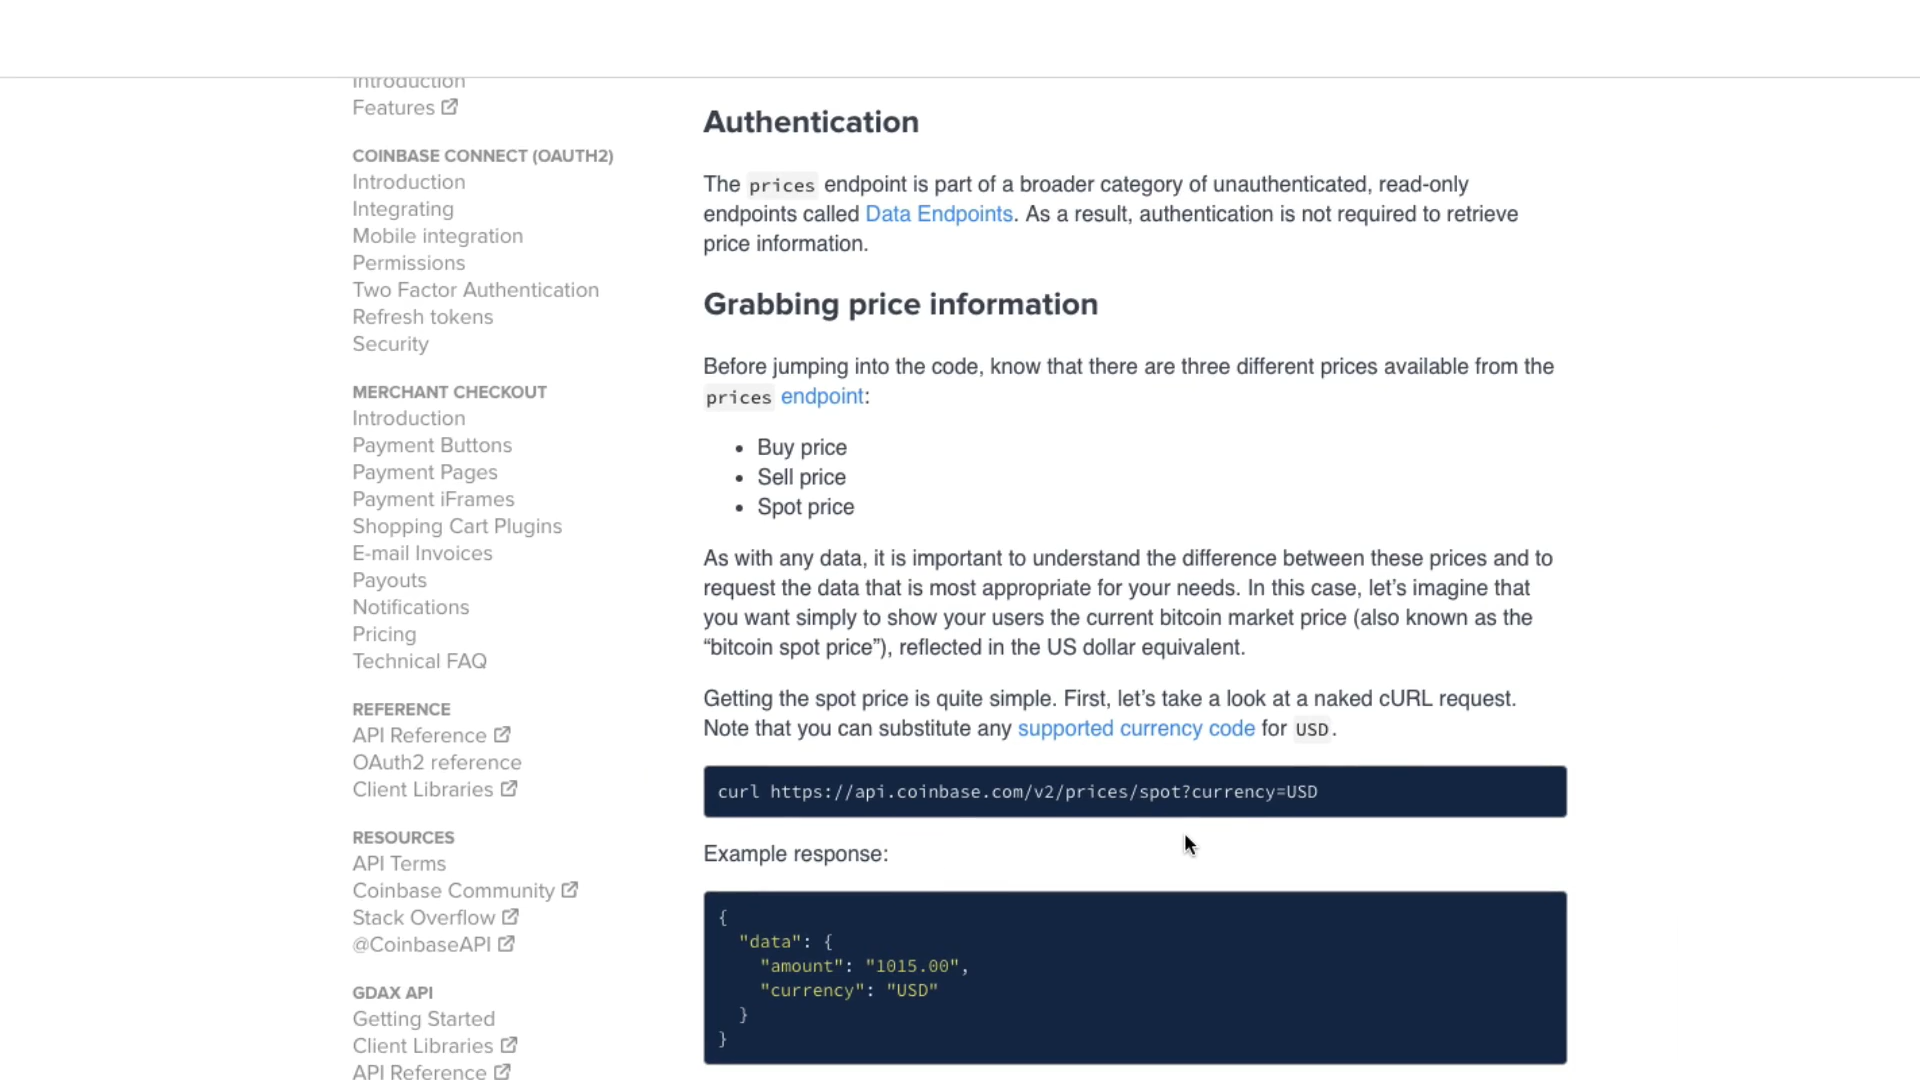 Introduction
Features
COINBASE CONNECT (OAUTH2)
Introduction
Integrating
Mobile integration
Permissions
Two Factor Authentication
Refresh tokens
Security
MERCHANT CHECKOUT
Introduction
Payment Buttons
Payment Pages
Payment iFrames
Shopping Cart Plugins
E-mail Invoices
Payouts
Notifications
Pricing
Technical FAQ
REFERENCE
API Reference
OAuth2 reference
Client Libraries
RESOURCES
API Terms
Coinbase Community
Stack Overflow
@CoinbaseAPI
GDAX API
Getting Started
Client Libraries
API Reference
Authentication
The prices endpoint is part of a broader category of unauthenticated, read-only
endpoints called Data Endpoints. As a result, authentication is not required to retrieve
price information.
Grabbing price information
Before jumping into the code, know that there are three different prices available from the
prices endpoint:
• Buy price
• Sell price
• Spot price
As with any data, it is important to understand the difference between these prices and to
request the data that is most appropriate for your needs. In this case, let’s imagine that
you want simply to show your users the current bitcoin market price (also known as the
“bitcoin spot price”), reflected in the US dollar equivalent.
Getting the spot price is quite simple. First, let’s take a look at a naked cURL request.
Note that you can substitute any supported currency code for USD.
curl https://api.coinbase.com/v2/prices/spot?currency=USD
Example response:
{
"data": {
"amount": "1015.00",
"currency": "USD"
}
}